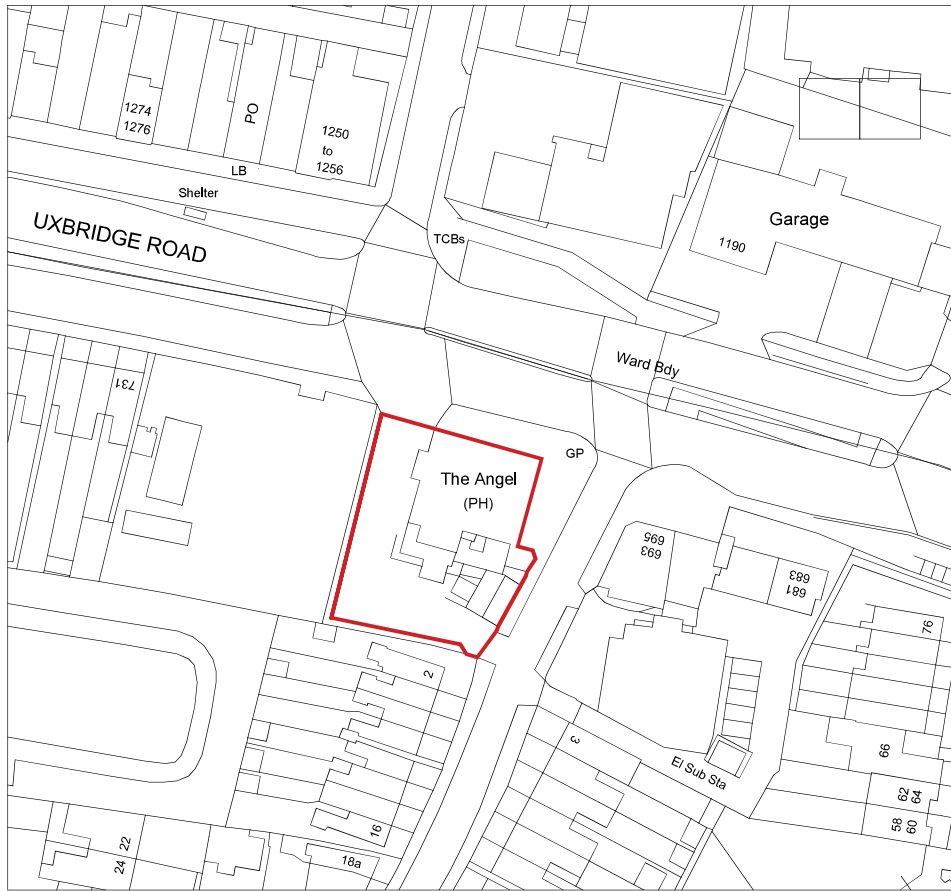 1274
1276
PO
1250
to
1256
LB
Shelter
UXBRIDGE ROAD
TCBs
Garage
1190
Ward Bdy
731
GP
The Angel
(PH)
695
693
683
681
76
2
3
El Sub Sta
66
62
64
58
60
16
18a
22
24